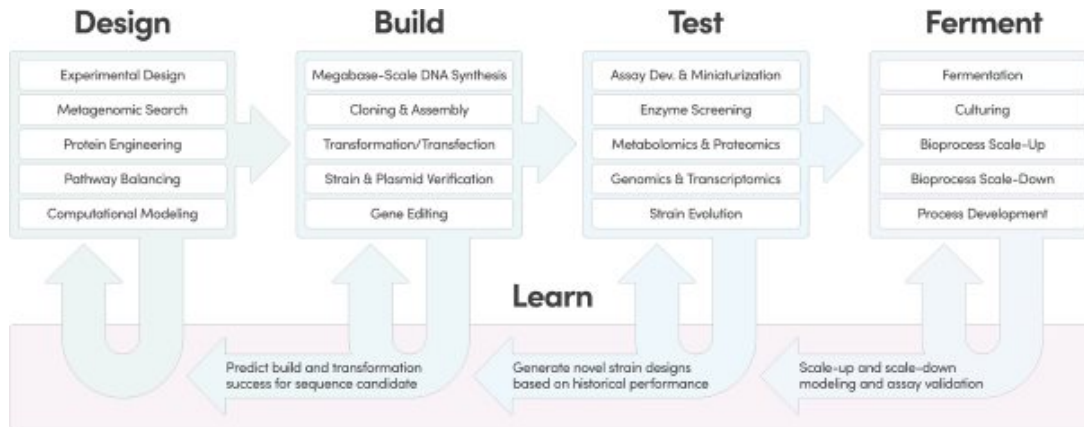 Design
Experimental Design
Metagenomic Search
Protein Engineering
Pathway Balancing
Computational Modeling
Build
Megabase-Scale DNA Synthesis
Cloning & Assembly
Transformation/Transfection
Strain & Plasmid Verification
Gene Editing
Test
Assay Dev. & Miniaturization
Enzyme Screening
Metabolomics & Proteomics
Genomics & Transcriptomics
Strain Evolution
Ferment
Fermentation
Culturing
Bioprocess Scale-Up
Bioprocess Scale-Down
Process Development
Learn
Predict build and transformation
success for sequence candidate
Generate novel strain designs
based on historical performance
Scale-up and scale-down
modeling and assay validation